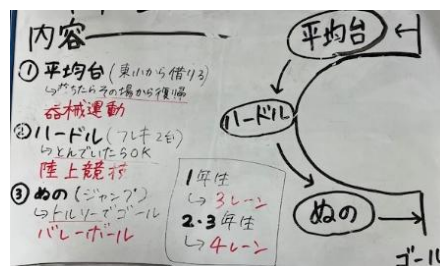 内容
① 平均台(東小から借りる)
↳おちたらその場から復帰
器械運動
② ハードル(フレキ2台)
↳とんでいたらOK
陸上競技
③ ぬの(ジャンプ)
↳トルソーでゴール
バレーボール
1年生
↳3レーン
2・3年生
↳4レーン
平均台
ハードル
ぬの
ゴール